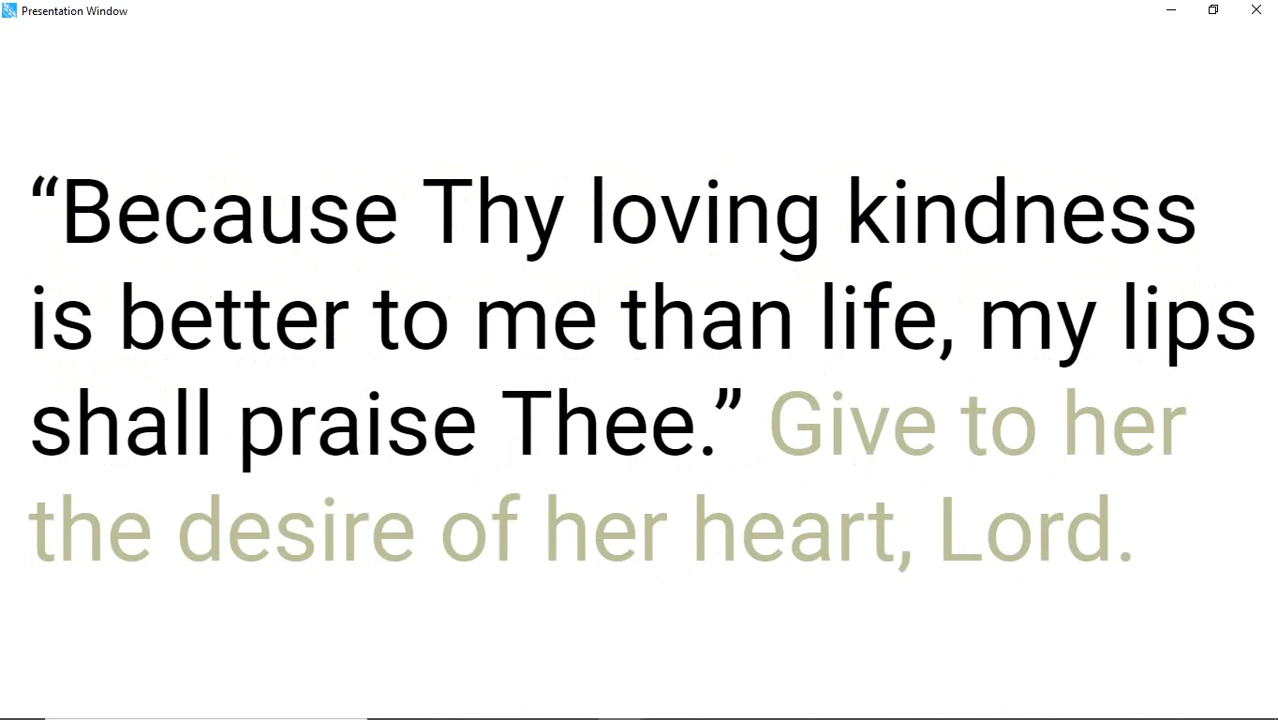 Presentation Window
“Because Thy loving kindness
is better to me than life, my lips
shall praise Thee.” Give to her
the desire of her heart, Lord.